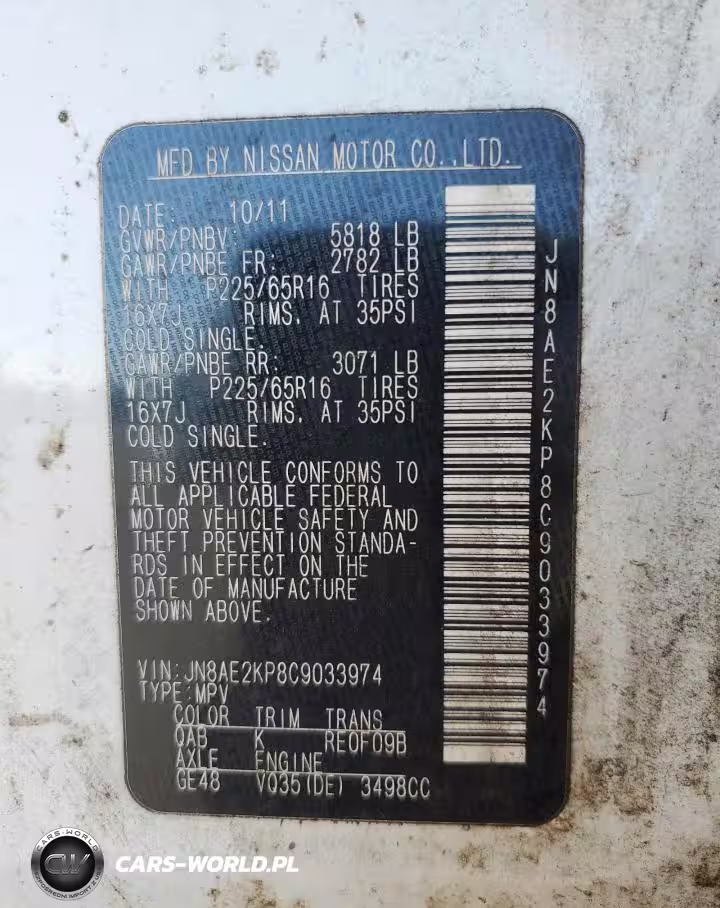 MFD BY NISSAN MOTOR CO.,LTD.
DATE: 10/11
GVWR/PNBV: 5818 LB
GAWR/PNBE FR: 2782 LB
WITH P225/65R16 TIRES
16X7J RIMS, AT 35PSI
COLD SINGLE.
GAWR/PNBE RR: 3071 LB
WITH P225/65R16 TIRES
16X7J RIMS, AT 35PSI
COLD SINGLE.
THIS VEHICLE CONFORMS TO
ALL APPLICABLE FEDERAL
MOTOR VEHICLE SAFETY AND
THEFT PREVENTION STANDA-
RDS IN EFFECT ON THE
DATE OF MANUFACTURE
SHOWN ABOVE.
VIN:JN8AE2KP8C9033974
TYPE:MPV
COLOR TRIM TRANS
QAB K RE0F09B
AXLE ENGINE
GE48 VQ35(DE) 3498CC
JN8AE2KP8C9033974
CARS-WORLD
CW
CARS-WORLD.PL